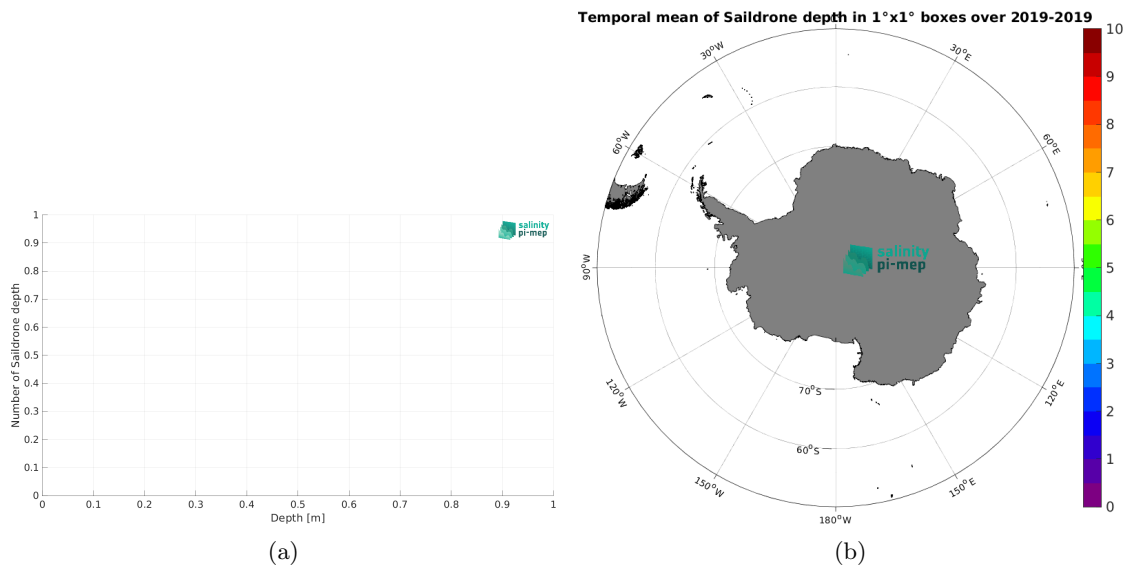 Temporal mean of Saildrone depth in 1°x1° boxes over 2019-2019
1
0.9
0.8
0.7
0.6
0.5
0.4
0.3
0.2
0.1
0
Number of Saildrone depth
0 0.1 0.2 0.3 0.4 0.5 0.6 0.7 0.8 0.9 1
Depth [m]
salinity
pi-mep
(a)
30°W
30°E
60°W
60°E
90°W
120°W
120°E
150°W
150°E
180°W
70°S
60°S
salinity
pi-mep
10
9
8
7
6
5
4
3
2
1
0
(b)